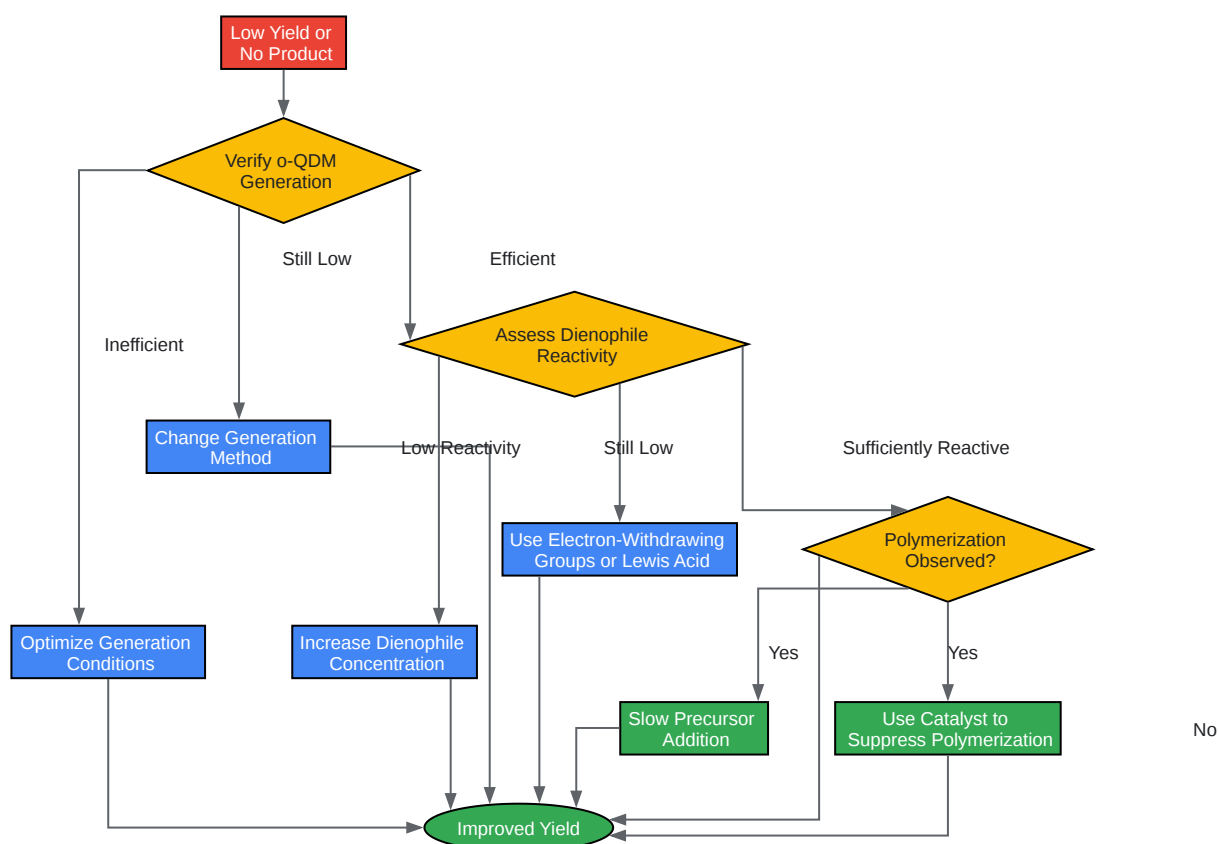 Low Yield or
No Product
Verify o-QDM
Generation
Still Low
Efficient
Inefficient
Assess Dienophile
Reactivity
Change Generation
Method
Low Reactivity
Still Low
Sufficiently Reactive
Use Electron-Withdrawing
Groups or Lewis Acid
Polymerization
Observed?
Optimize Generation
Conditions
Increase Dienophile
Concentration
Yes
Yes
Slow Precursor
Addition
Use Catalyst to
Suppress Polymerization
No
Improved Yield